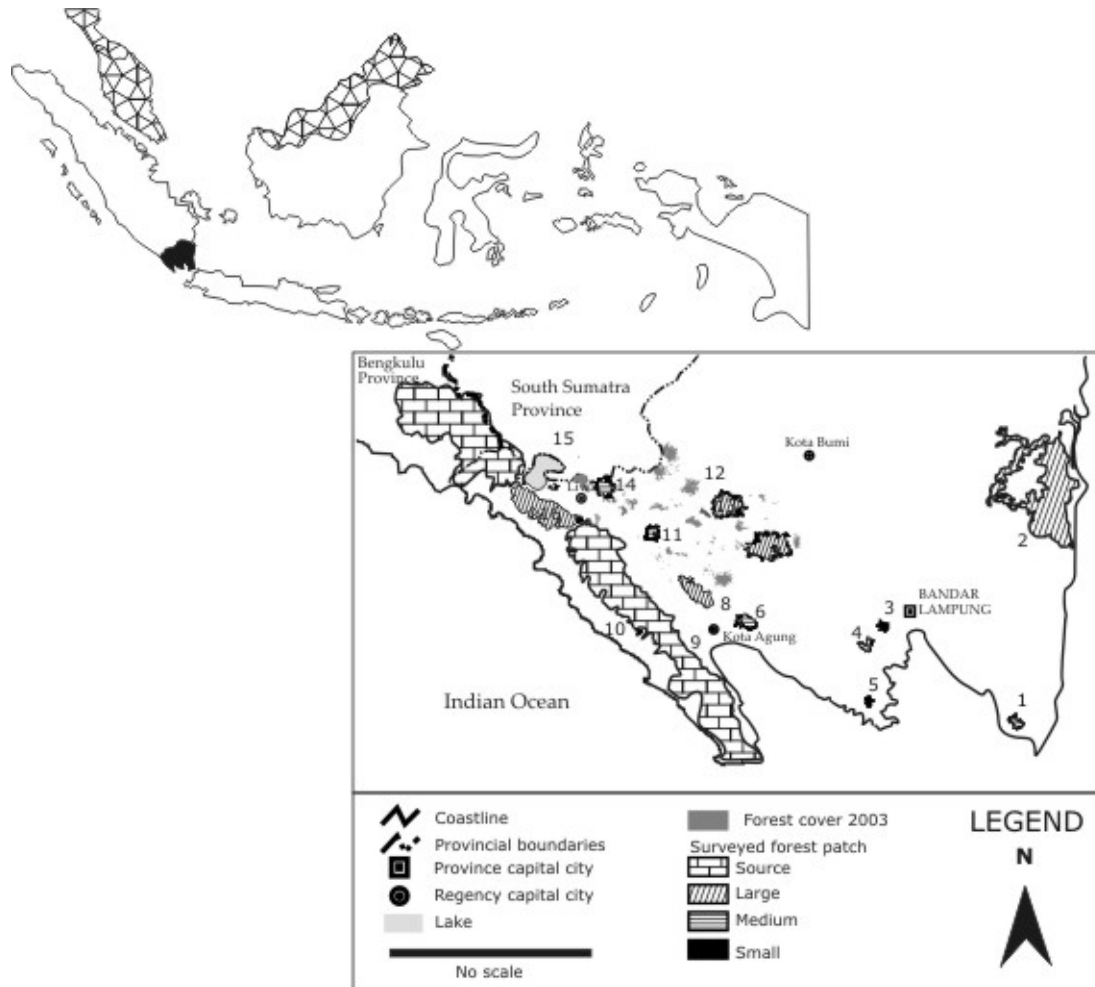 Bengkulu
Province
South Sumatra
Province
15
Kota Bumi
12
14
11
2
8
6
BANDAR
LAMPUNG
3
4
10
9
Kota Agung
5
1
Indian Ocean
Coastline
Provincial boundaries
Province capital city
Regency capital city
Lake
No scale
Forest cover 2003
Surveyed forest patch
Source
Large
Medium
Small
LEGEND
N